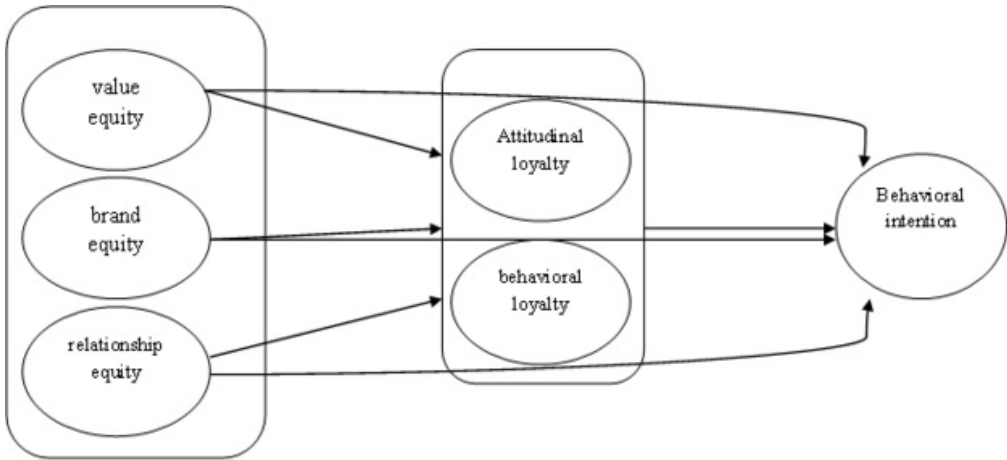 value
equity
brand
equity
relationship
equity
Attitudinal
loyalty
behavioral
loyalty
Behavioral
intention